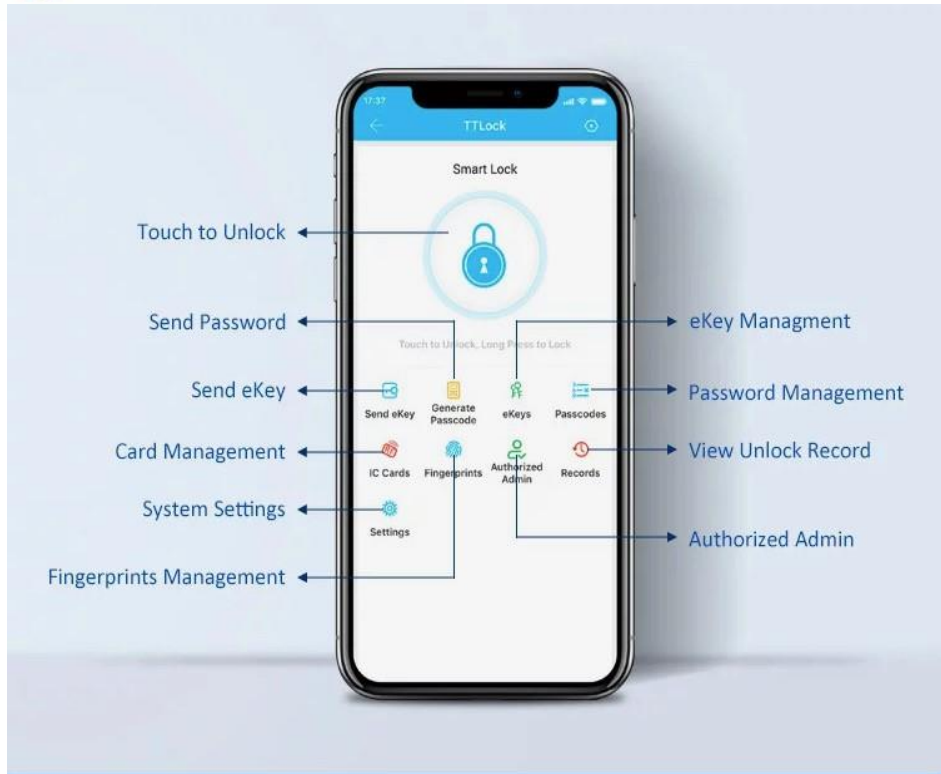 17:37
TTLock
Smart Lock
Touch to Unlock
Send Password
eKey Managment
Touch to Unlock, Long Press to Lock
Send eKey
Password Management
Send eKey
Generate
Passcode
eKeys
Passcodes
Card Management
View Unlock Record
IC Cards
Fingerprints
Authorized
Admin
Records
System Settings
Settings
Authorized Admin
Fingerprints Management